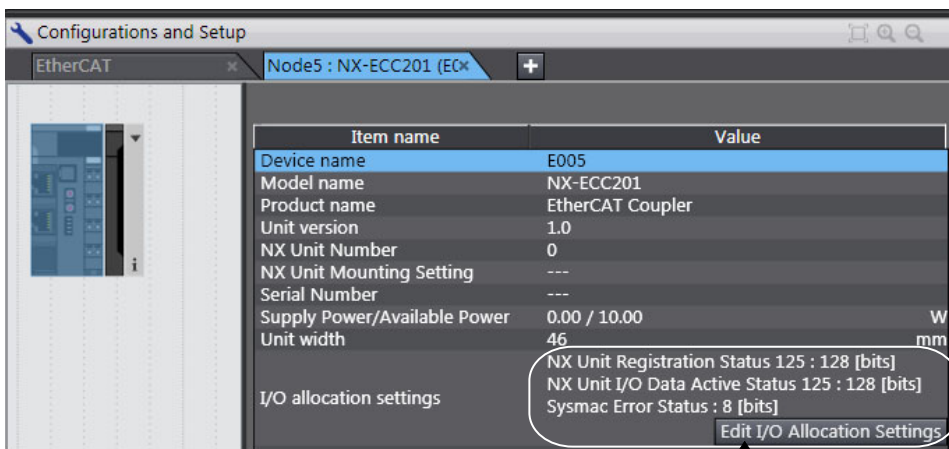 Configurations and Setup
EtherCAT
Node5 : NX-ECC201 (E0
Item name Value
Device name E005
Model name NX-ECC201
Product name EtherCAT Coupler
Unit version 1.0
NX Unit Number 0
NX Unit Mounting Setting ---
Serial Number ---
Supply Power/Available Power 0.00 / 10.00 W
Unit width 46 mm
I/O allocation settings
NX Unit Registration Status 125 : 128 [bits]
NX Unit I/O Data Active Status 125 : 128 [bits]
Sysmac Error Status : 8 [bits]
Edit I/O Allocation Settings